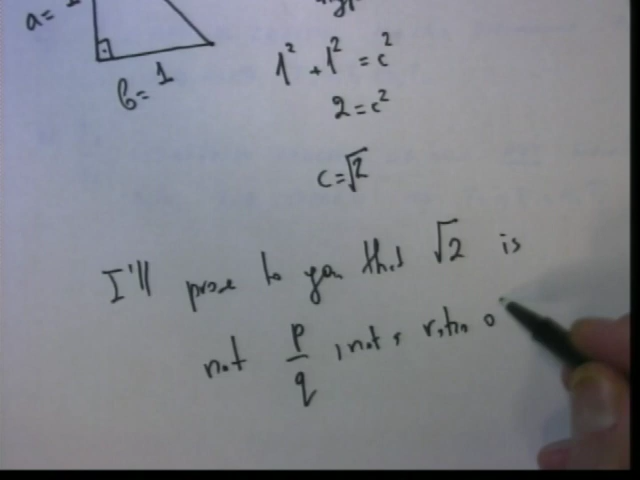 a=
b=1
1² + 1² = c²
2 = c²
c = √2
I'll prove to you that √2 is
not p/q, not a ratio o